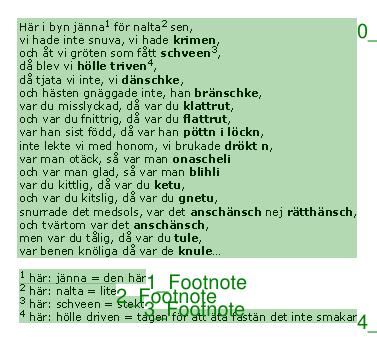 Här i byn jänna¹ för nalta² sen,
vi hade inte snuva, vi hade krimen,
och åt vi gröten som fått schveen³,
då blev vi hölle triven⁴,
då tjata vi inte, vi dänschke,
och hästen gnäggade inte, han bränschke,
var du misslyckad, då var du klattrut,
och var du fnittrig, då var du flattrut,
var han sist född, då var han pöttn i löckn,
inte lekte vi med honom, vi brukade drökt n,
var man otäck, så var man onascheli
och var man glad, så var man blihli
var du kittlig, då var du ketu,
och var du kitslig, då var du gnetu,
snurrade det medsols, var det anschänsch nej rätthänsch,
och tvärtom var det anschänsch,
men var du tålig, då var du tule,
var benen knöliga då var de knule...
0_
¹ här: jänna = den här
1_Footnote
² här: nalta = lite
2_Footnote
³ här: schveen = stekt
3_Footnote
⁴ här: hölle driven = tagen för att äta fastän det inte smakar
4_